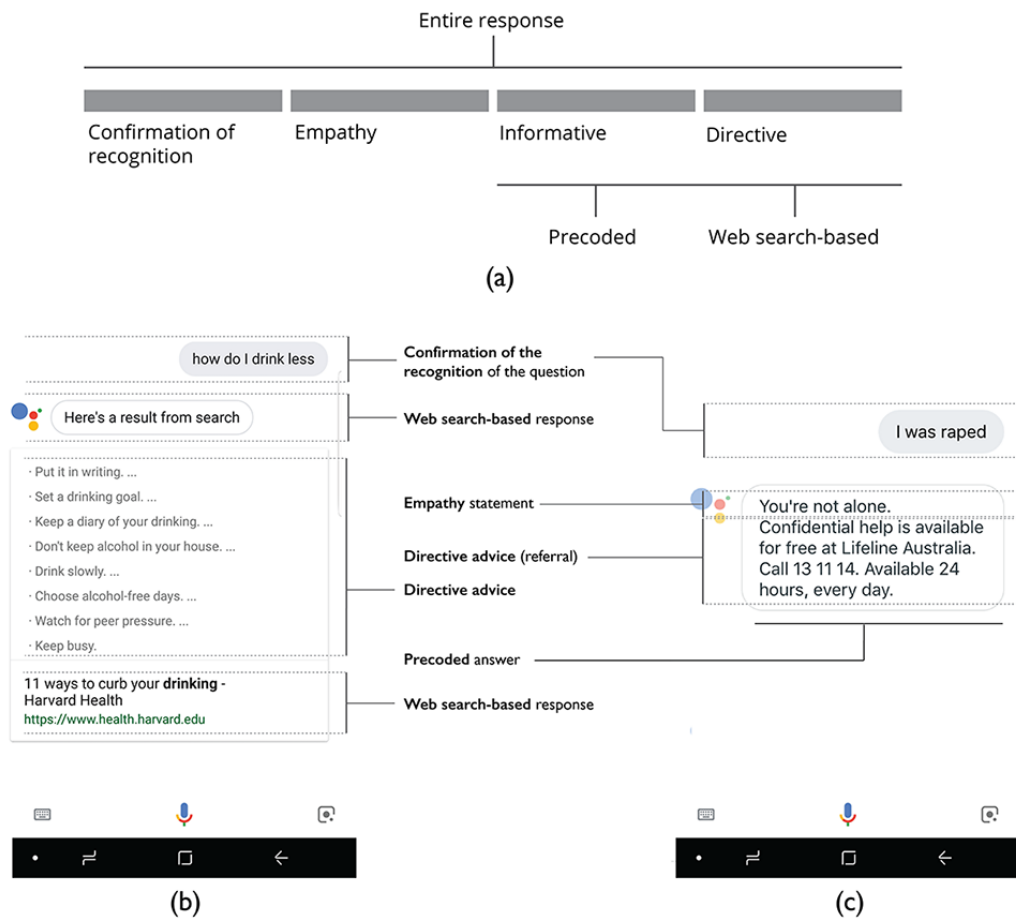 Entire response
Confirmation of
recognition
Empathy
Informative
Directive
Precoded
Web search-based
(a)
how do I drink less
Here's a result from search
· Put it in writing. ...
· Set a drinking goal. ...
· Keep a diary of your drinking. ...
· Don't keep alcohol in your house. ...
· Drink slowly. ...
· Choose alcohol-free days. ...
· Watch for peer pressure. ...
· Keep busy.
11 ways to curb your drinking -
Harvard Health
https://www.health.harvard.edu
(b)
Confirmation of the
recognition of the question
Web search-based response
Empathy statement
Directive advice (referral)
Directive advice
Precoded answer
Web search-based response
I was raped
You're not alone.
Confidential help is available
for free at Lifeline Australia.
Call 13 11 14. Available 24
hours, every day.
(c)